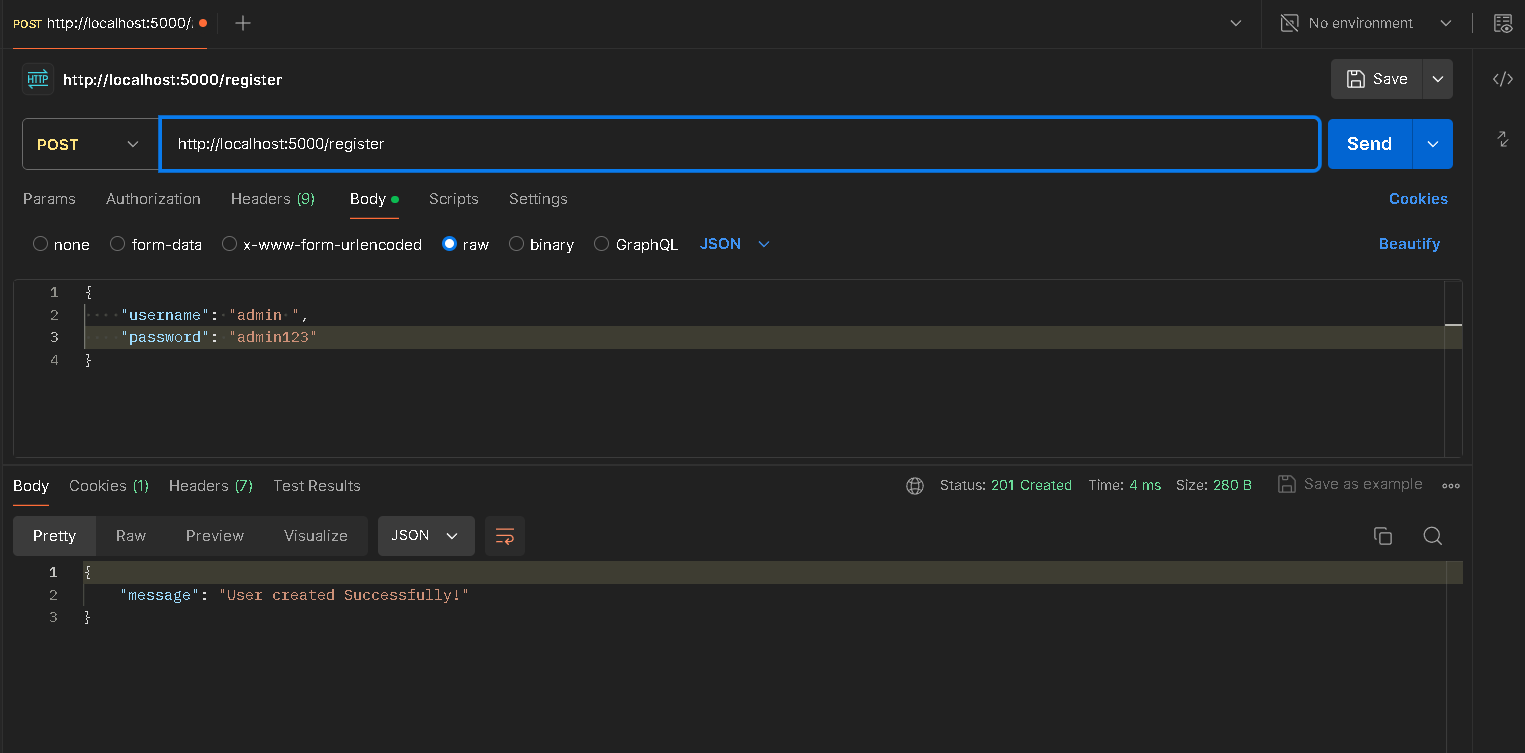 POST http://localhost:5000/. No environment
HTTP http://localhost:5000/register Save
POST http://localhost:5000/register Send
Params Authorization Headers (9) Body Scripts Settings Cookies
none form-data x-www-form-urlencoded raw binary GraphQL JSON Beautify
1 {
2 "username": "admin ",
3 "password": "admin123"
4 }
Body Cookies (1) Headers (7) Test Results Status: 201 Created Time: 4 ms Size: 280 B Save as example
Pretty Raw Preview Visualize JSON
1 {
2 "message": "User created Successfully!"
3 }